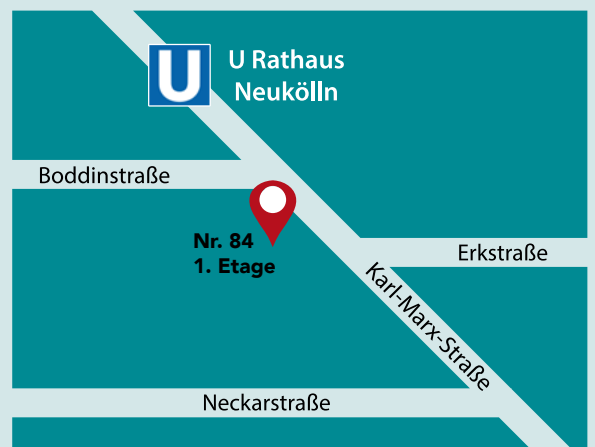 U
U Rathaus
Neukölln
Boddinstraße
Nr. 84
1. Etage
Erkstraße
Karl-Marx-Straße
Neckarstraße